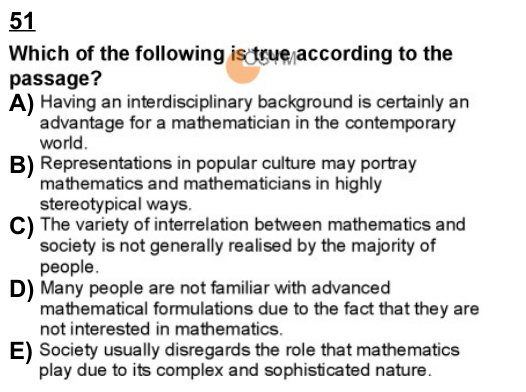 51
Which of the following is true according to the
passage?
A) Having an interdisciplinary background is certainly an
advantage for a mathematician in the contemporary
world.
B) Representations in popular culture may portray
mathematics and mathematicians in highly
stereotypical ways.
C) The variety of interrelation between mathematics and
society is not generally realised by the majority of
people.
D) Many people are not familiar with advanced
mathematical formulations due to the fact that they are
not interested in mathematics.
E) Society usually disregards the role that mathematics
play due to its complex and sophisticated nature.